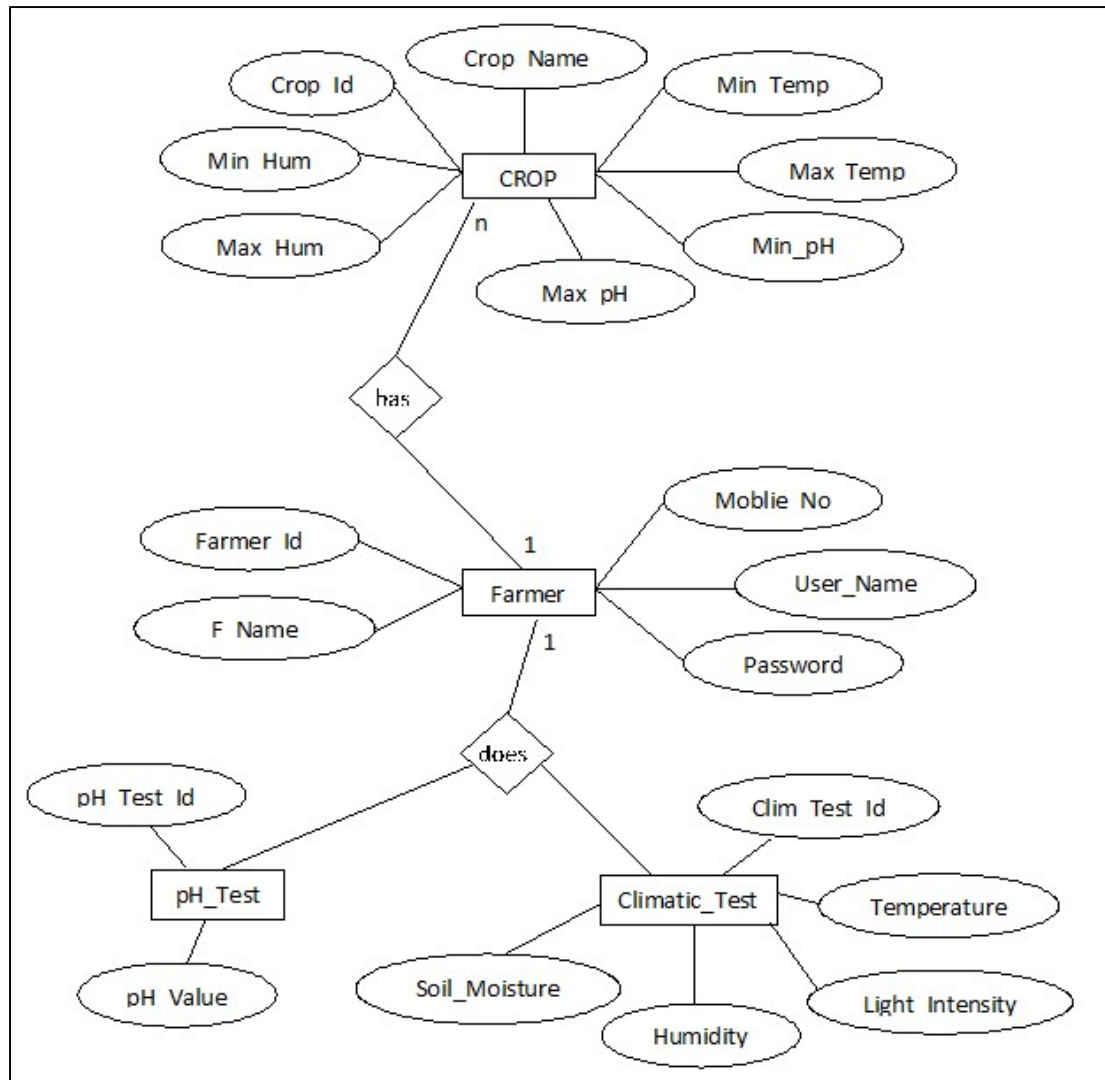 Crop Name
Crop Id
Min Temp
Min Hum
CROP
Max Temp
Max Hum
n
Min_pH
Max pH
has
Moblie No
Farmer Id
1
User_Name
Farmer
F Name
1
Password
does
pH Test Id
Clim Test Id
pH_Test
Climatic_Test
Temperature
Soil_Moisture
pH Value
Light Intensity
Humidity